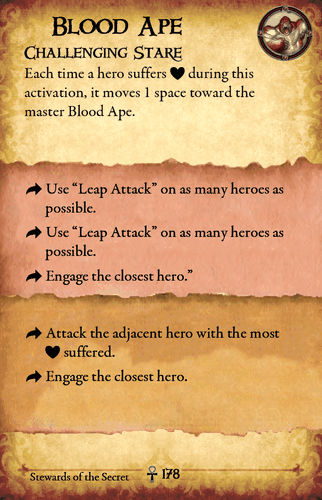 Blood Ape
Challenging Stare
Each time a hero suffers ♥ during this
activation, it moves 1 space toward the
master Blood Ape.
Use “Leap Attack” on as many heroes as
possible.
Use “Leap Attack” on as many heroes as
possible.
Engage the closest hero.”
Attack the adjacent hero with the most
♥ suffered.
Engage the closest hero.
Stewards of the Secret ☥ 178